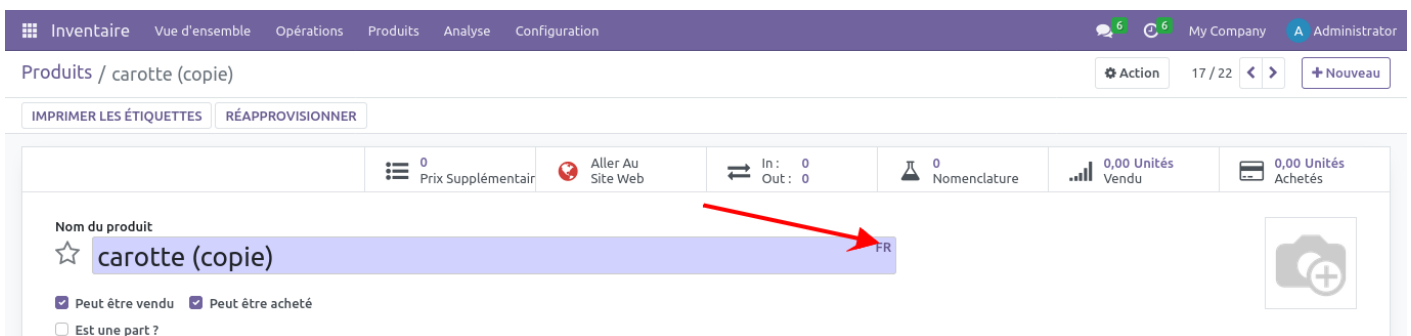 Inventaire Vue d'ensemble Opérations Produits Analyse Configuration 6 6 My Company A Administrator
Produits / carotte (copie) Action 17 / 22 + Nouveau
IMPRIMER LES ÉTIQUETTES RÉAPPROVISIONNER
0 Aller Au In : 0 0 0,00 Unités 0,00 Unités
Prix Supplémentair Site Web Out : 0 Nomenclature Vendu Achetés
Nom du produit
carotte (copie) FR
Peut être vendu Peut être acheté
Est une part ?